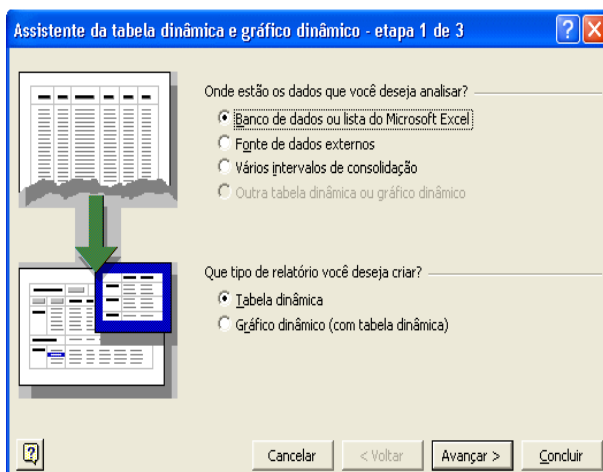 Assistente da tabela dinâmica e gráfico dinâmico - etapa 1 de 3
Onde estão os dados que você deseja analisar?
Banco de dados ou lista do Microsoft Excel
Fonte de dados externos
Vários intervalos de consolidação
Outra tabela dinâmica ou gráfico dinâmico
Que tipo de relatório você deseja criar?
Tabela dinâmica
Gráfico dinâmico (com tabela dinâmica)
Cancelar < Voltar Avançar > Concluir